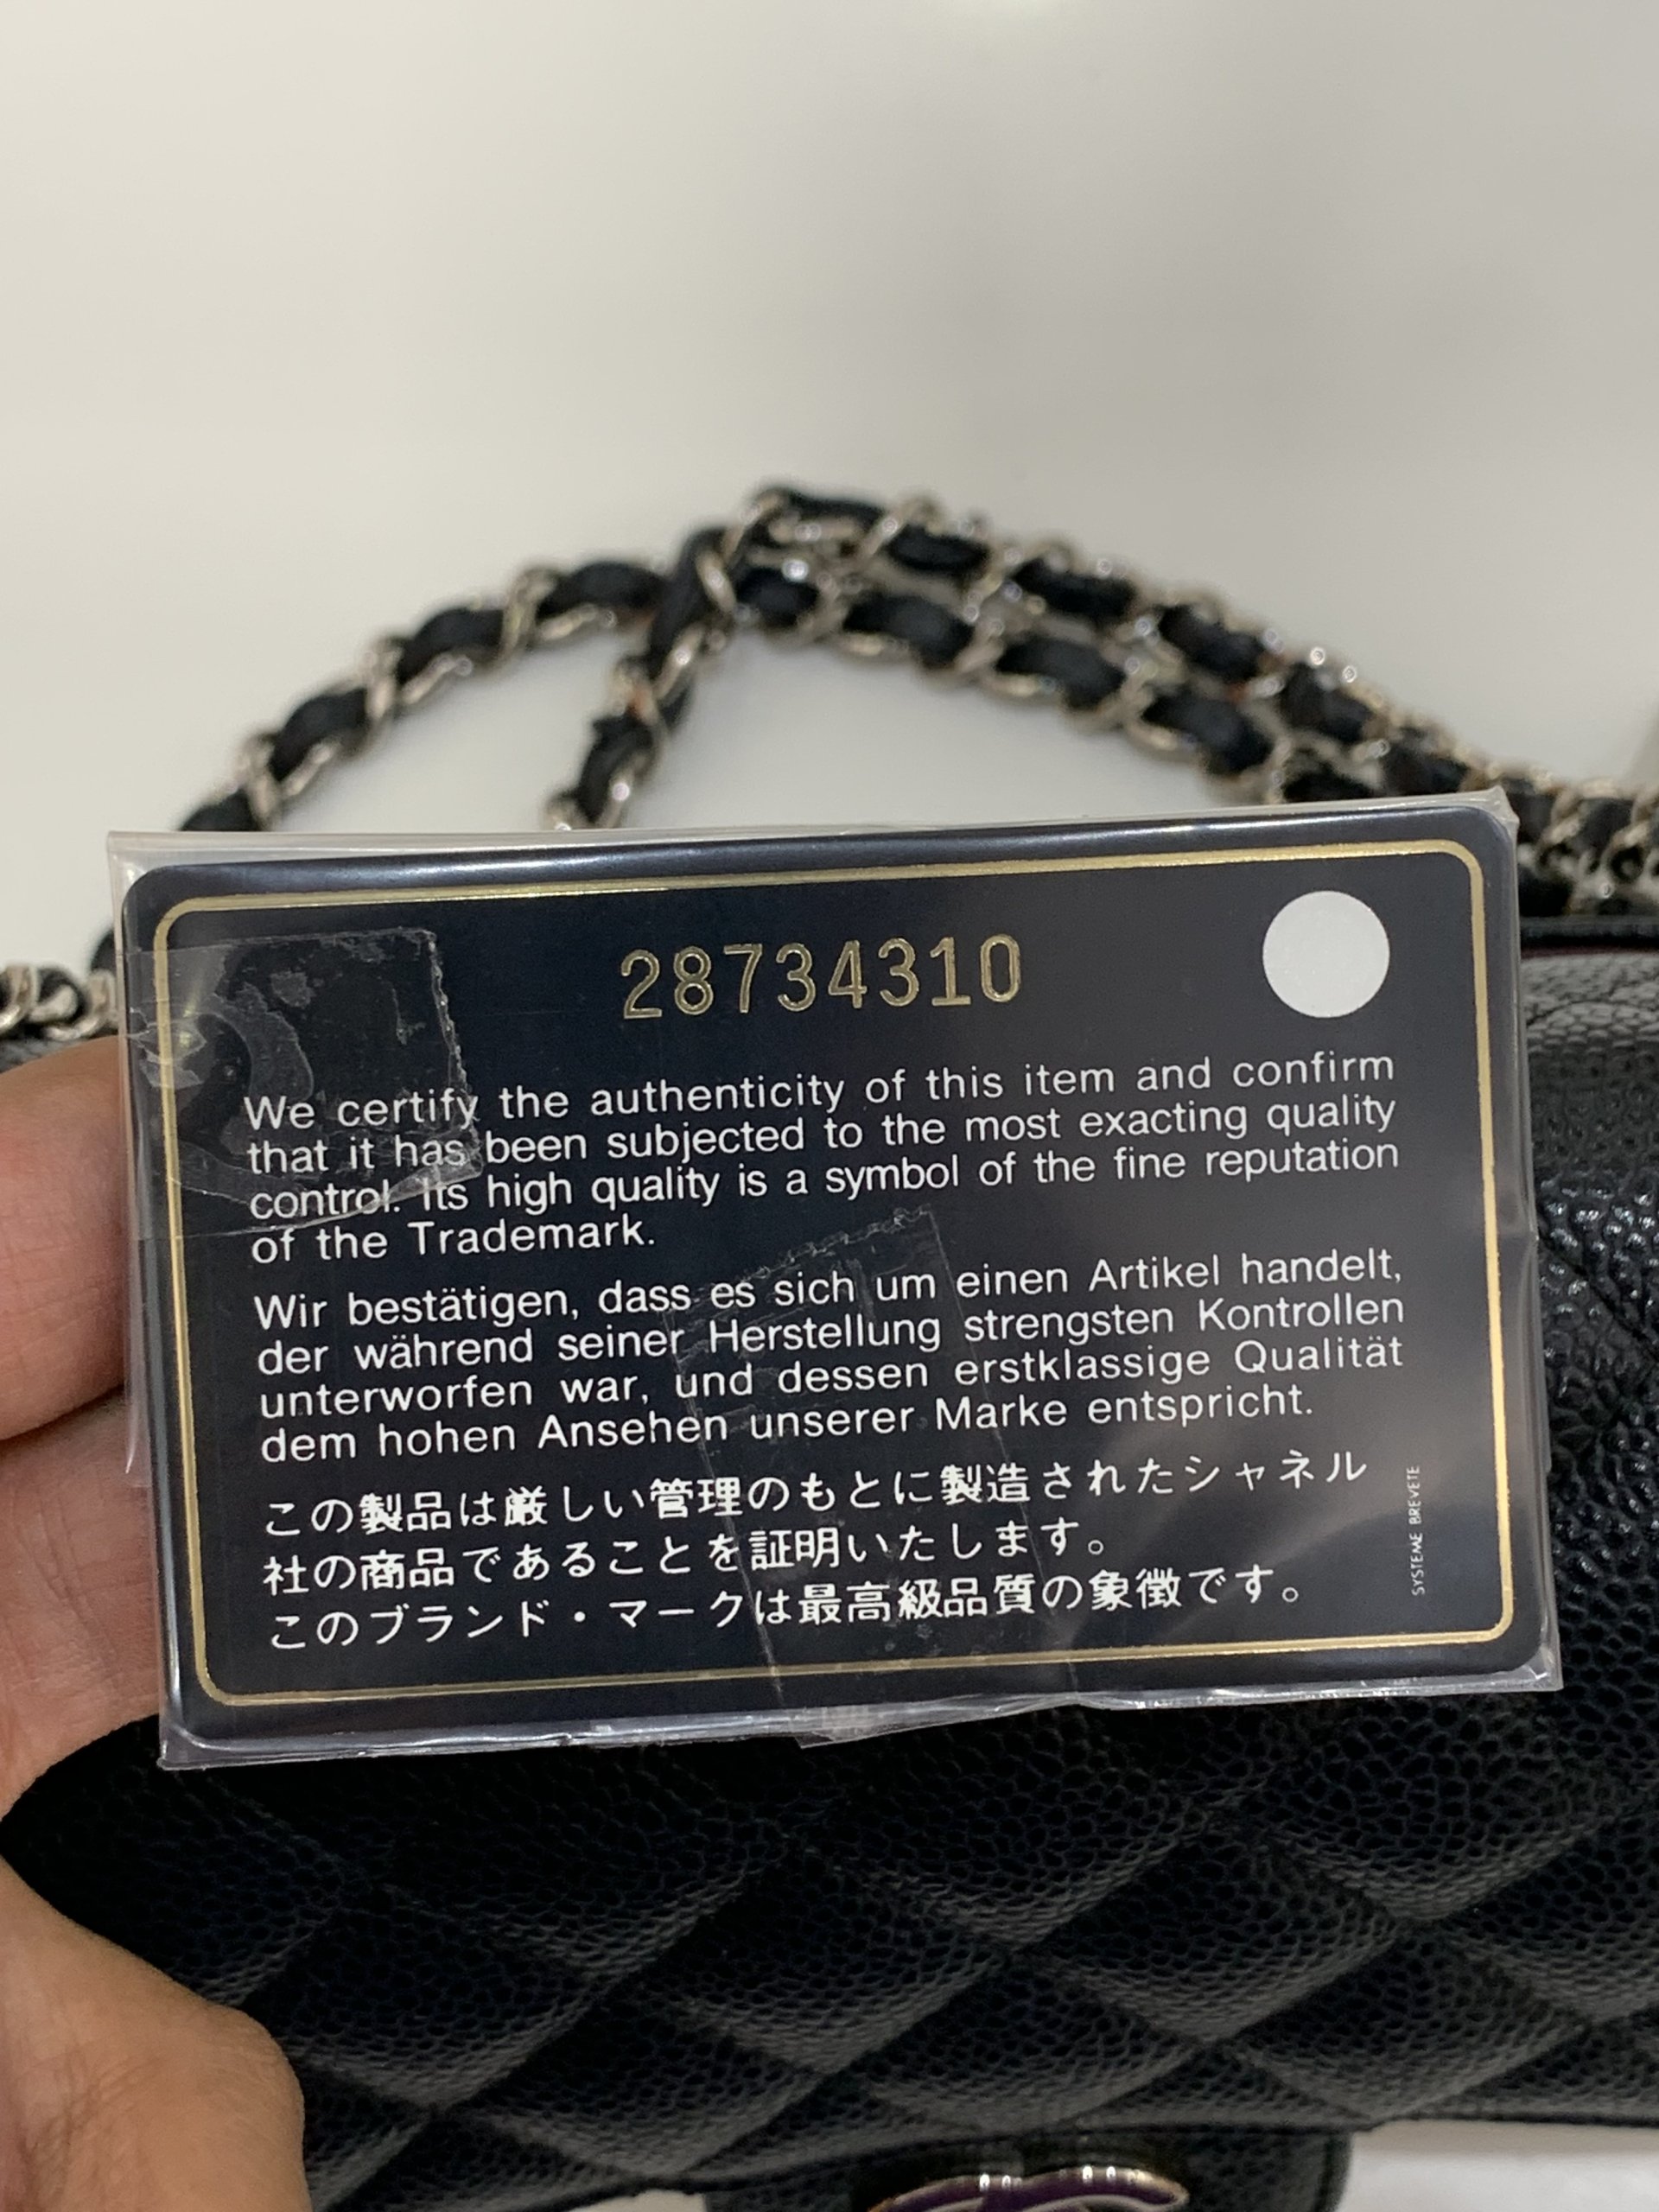 28734310
We certify the authenticity of this item and confirm
that it has been subjected to the most exacting quality
control. Its high quality is a symbol of the fine reputation
of the Trademark.
Wir bestätigen, dass es sich um einen Artikel handelt,
der während seiner Herstellung strengsten Kontrollen
unterworfen war, und dessen erstklassige Qualität
dem hohen Ansehen unserer Marke entspricht.
この製品は厳しい管理のもとに製造されたシャネル
社の商品であることを証明いたします。
このブランド・マークは最高級品質の象徴です。
SYSTEME BREVETE